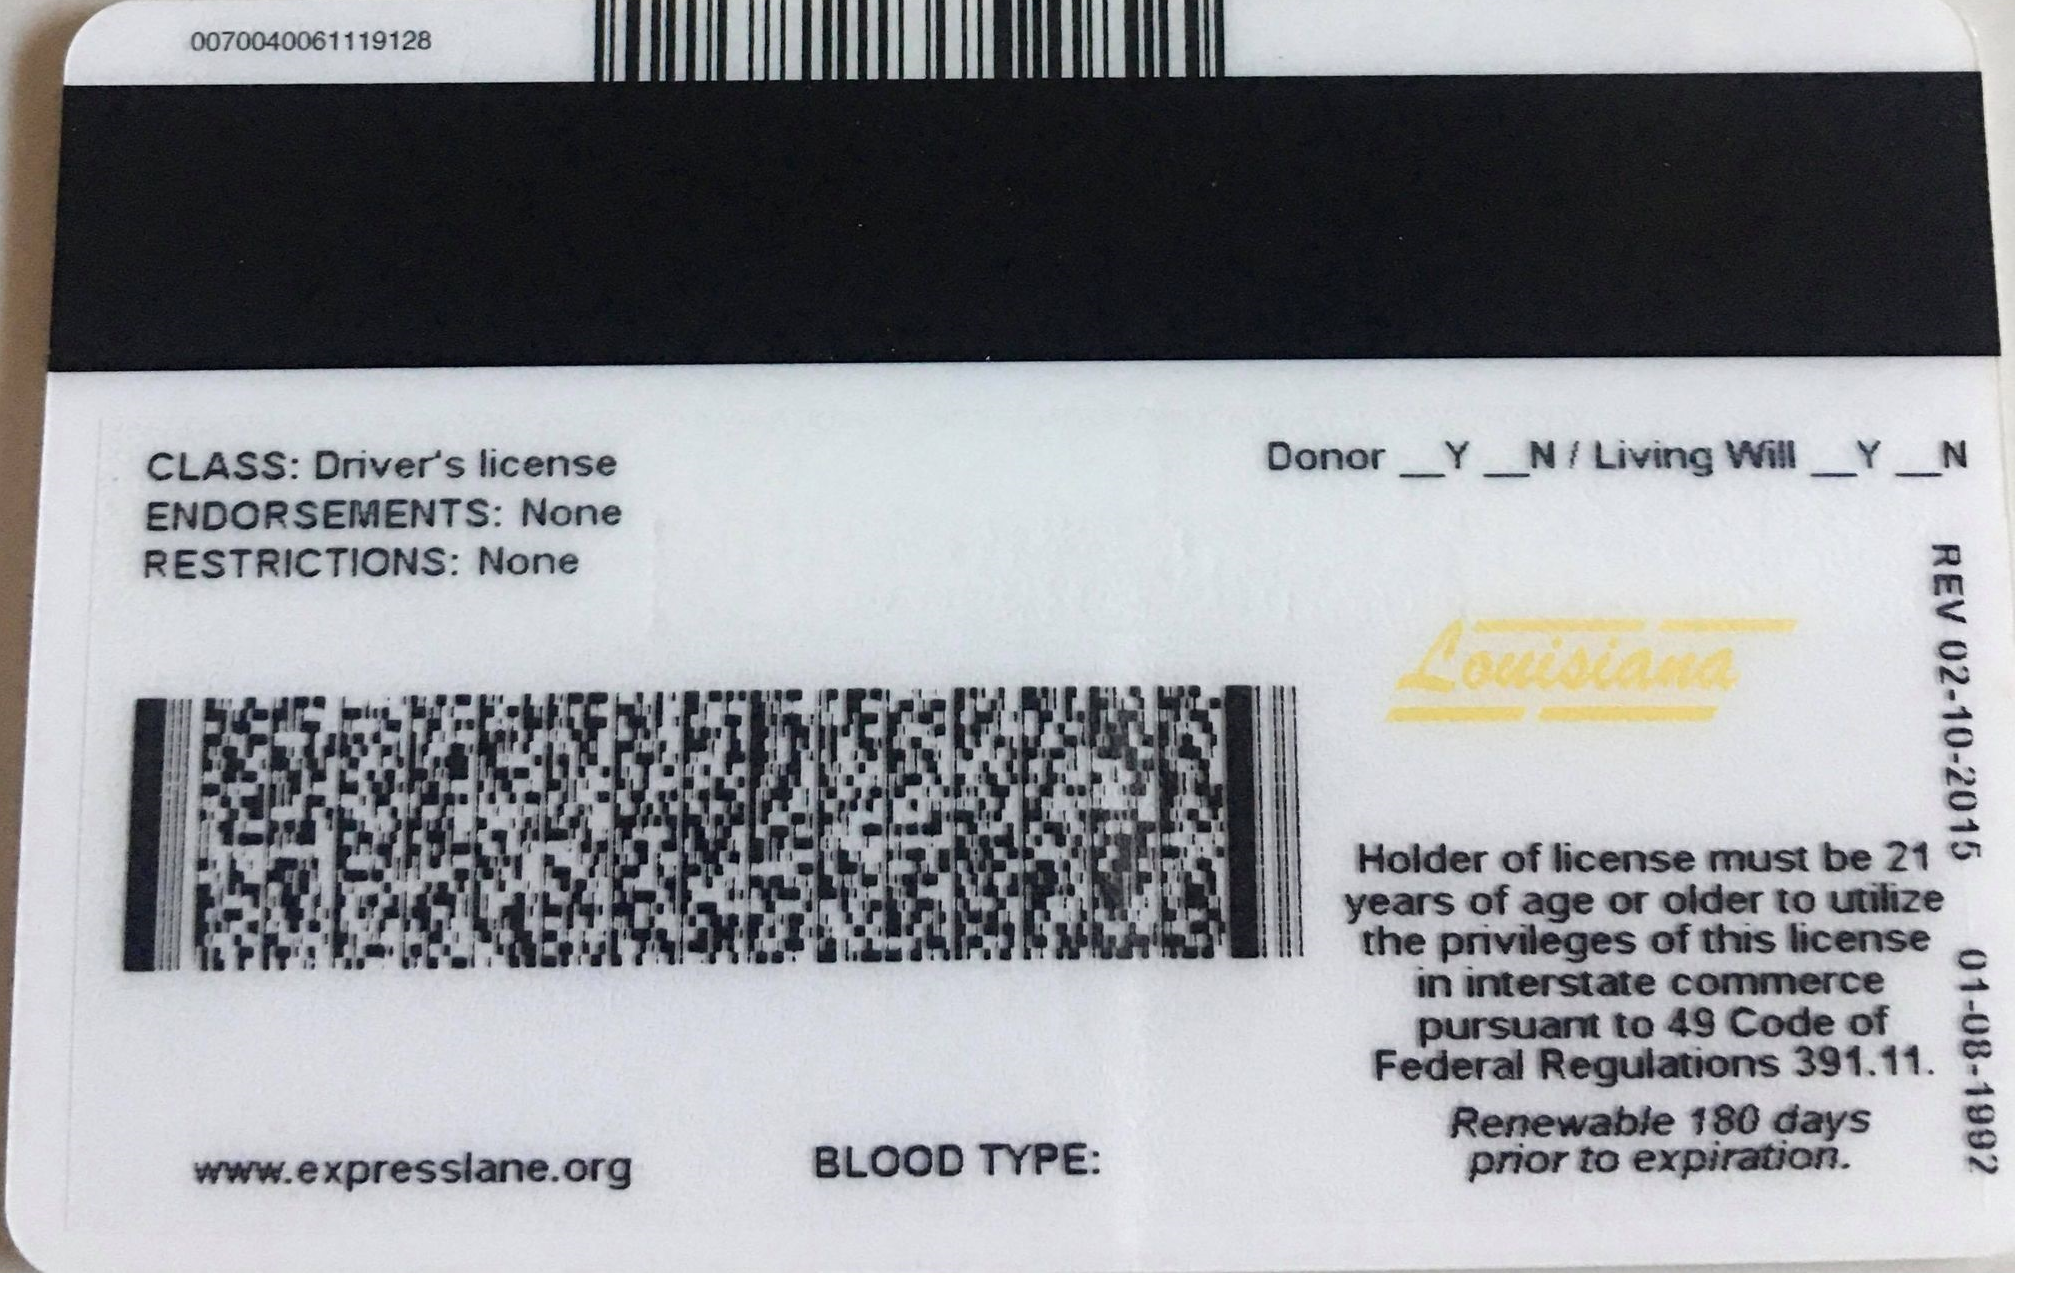 0070040061119128
CLASS: Driver's license
ENDORSEMENTS: None
RESTRICTIONS: None
Donor __Y __N / Living Will __Y __N
Louisiana
Holder of license must be 21
years of age or older to utilize
the privileges of this license
in interstate commerce
pursuant to 49 Code of
Federal Regulations 391.11.
Renewable 180 days
prior to expiration.
REV 02-10-2015 01-08-1992
www.expresslane.org
BLOOD TYPE: